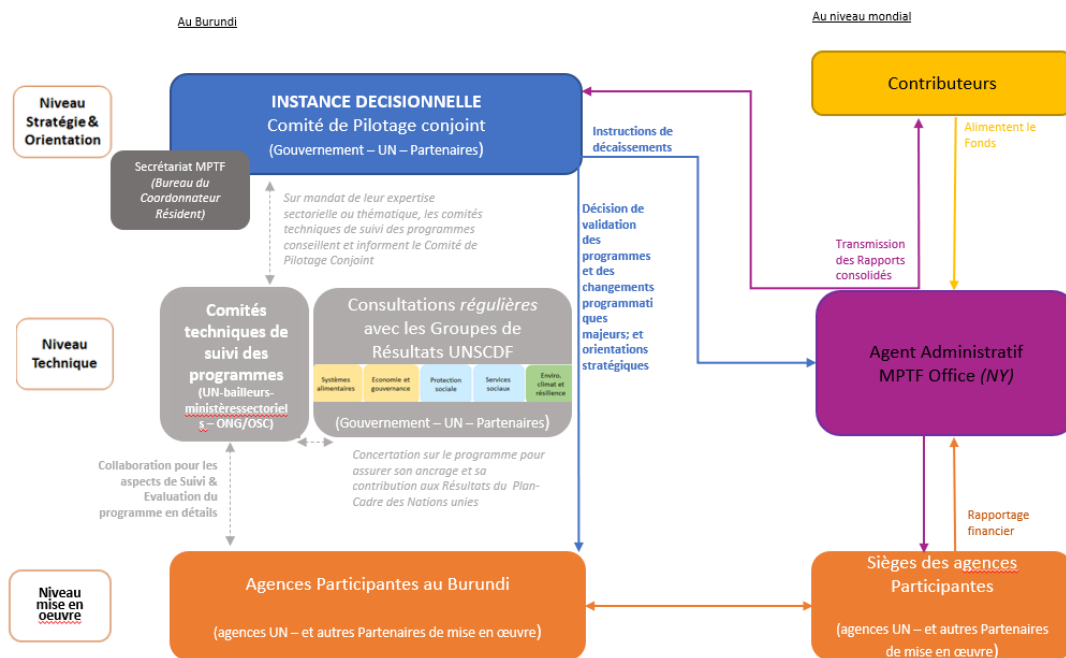 Au Burundi
Au niveau mondial
Niveau
Stratégie &
Orientation
INSTANCE DECISIONNELLE
Comité de Pilotage conjoint
(Gouvernement – UN – Partenaires)
Secrétariat MPTF
(Bureau du
Coordonnateur
Résident)
Contributeurs
Instructions de
décaissements
Alimentent le
Fonds
Sur mandat de leur expertise
sectorielle ou thématique, les comités
techniques de suivi des programmes
conseillent et informent le Comité de
Pilotage Conjoint
Décision de
validation
des
programmes
et des
changements
programmati
ques
majeurs; et
orientations
stratégiques
Transmission
des Rapports
consolidés
Niveau
Technique
Comités
techniques de
suivi des
programmes
(UN-bailleurs-
ministèressectoriel
s – ONG/OSC)
Consultations régulières
avec les Groupes de
Résultats UNSCDF
Systèmes
alimentaires
Economie et
gouvernance
Protection
sociale
Services
sociaux
Enviro.
climat et
résilience
(Gouvernement – UN – Partenaires)
Agent Administratif
MPTF Office (NY)
Collaboration pour les
aspects de Suivi &
Evaluation du
programme en détails
Concertation sur le programme pour
assurer son ancrage et sa
contribution aux Résultats du Plan-
Cadre des Nations unies
Rapportage
financier
Niveau
mise en
oeuvre
Agences Participantes au Burundi
(agences UN – et autres Partenaires de mise en œuvre)
Sièges des agences
Participantes
(agences UN – et autres Partenaires
de mise en œuvre)